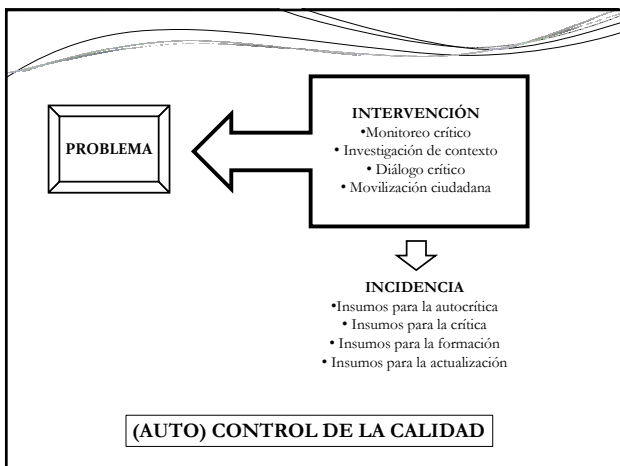 PROBLEMA
INTERVENCIÓN
•Monitoreo crítico
• Investigación de contexto
• Diálogo crítico
• Movilización ciudadana
INCIDENCIA
•Insumos para la autocrítica
• Insumos para la crítica
• Insumos para la formación
• Insumos para la actualización
(AUTO) CONTROL DE LA CALIDAD